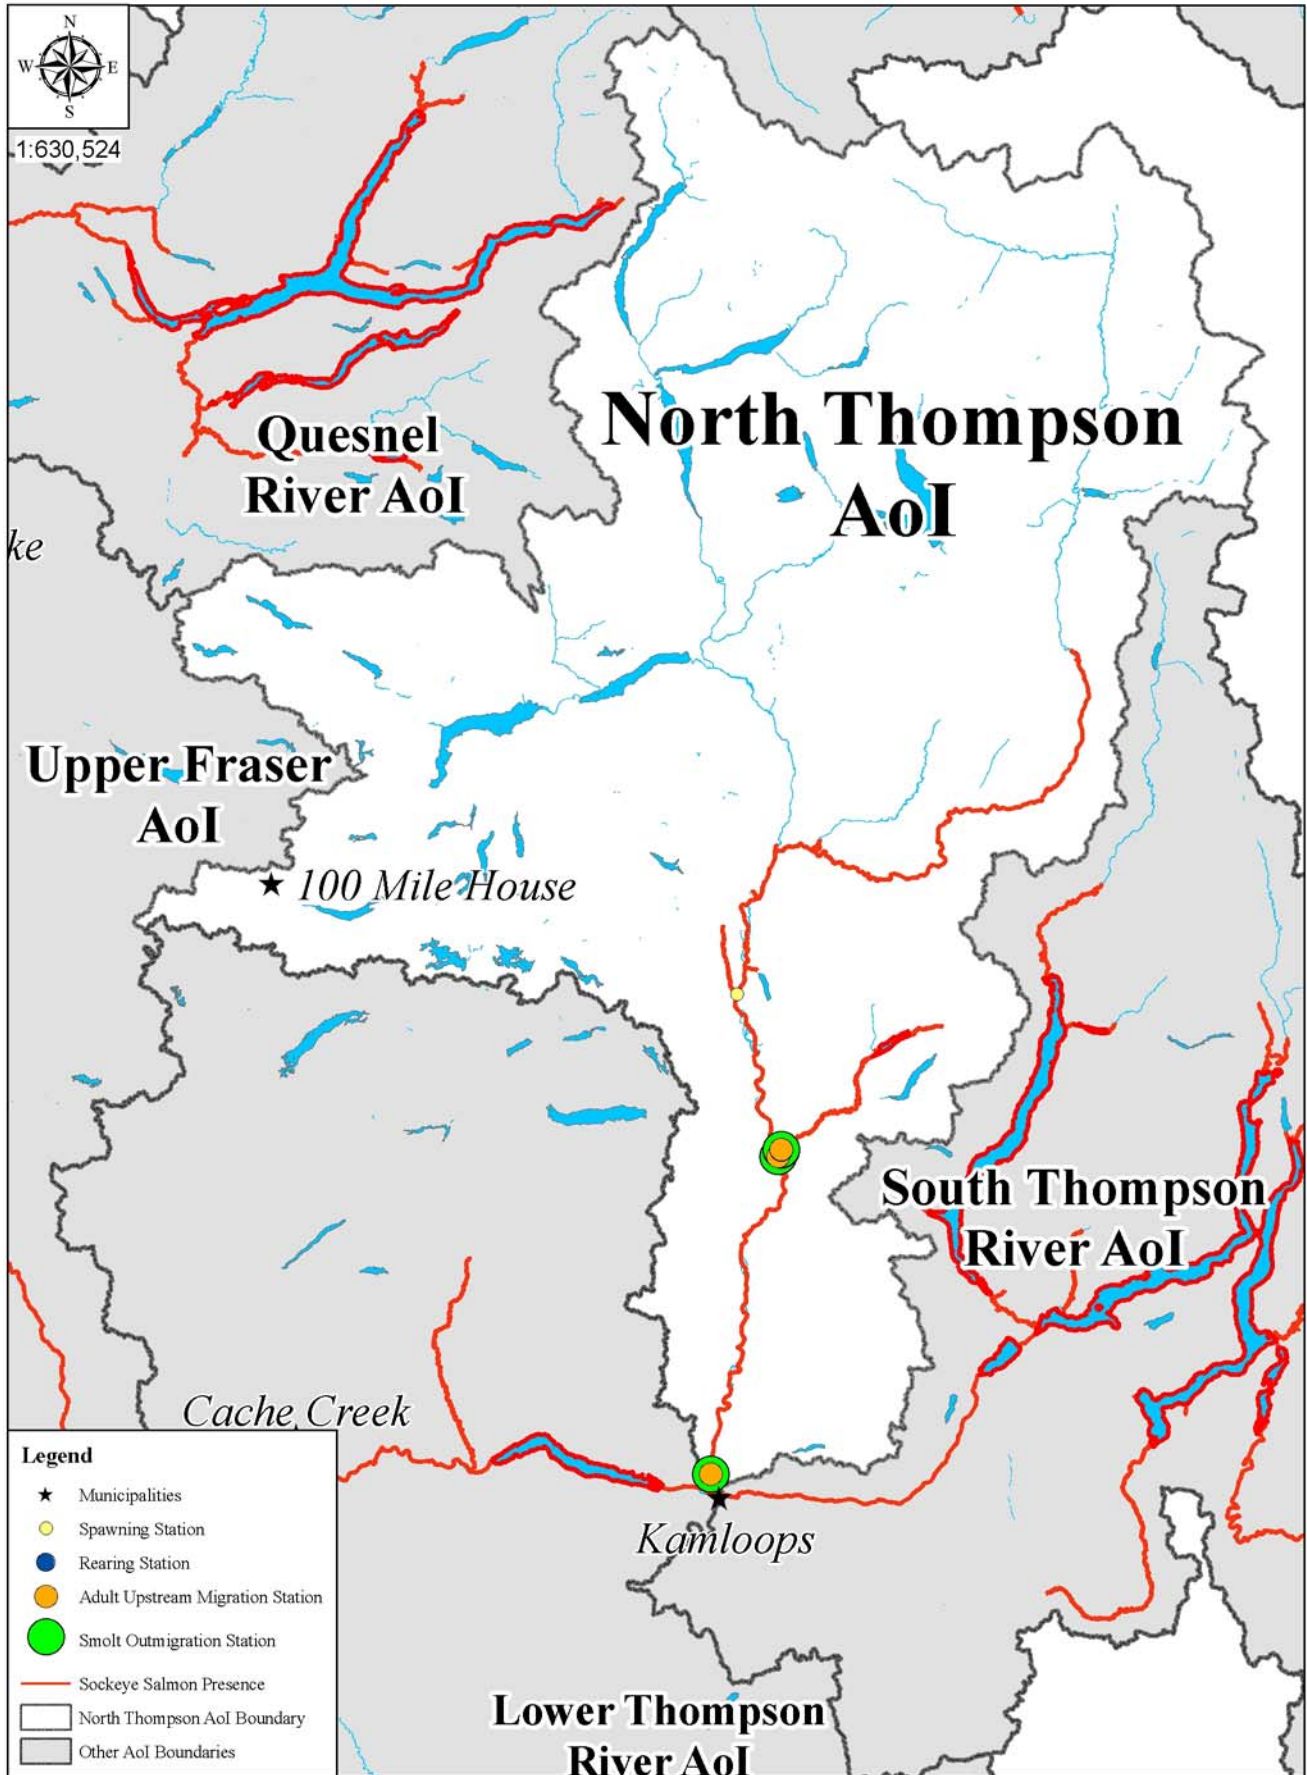 N
W E
S
1:630,524
North Thompson
AoI
Quesnel
River AoI
ke
Upper Fraser
AoI
100 Mile House
South Thompson
River AoI
Cache Creek
Kamloops
Lower Thompson
River AoI
Legend
Municipalities
Spawning Station
Rearing Station
Adult Upstream Migration Station
Smolt Outmigration Station
Sockeye Salmon Presence
North Thompson AoI Boundary
Other AoI Boundaries